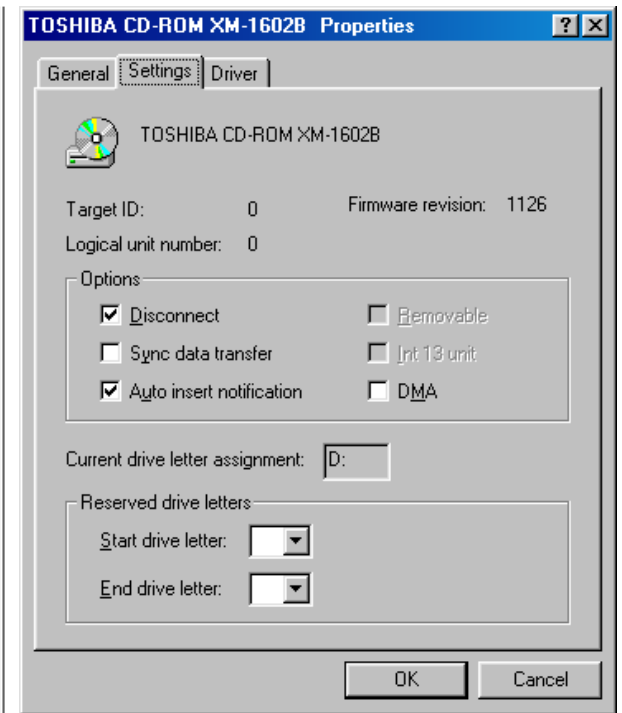 TOSHIBA CD-ROM XM-1602B Properties
General Settings Driver
TOSHIBA CD-ROM XM-1602B
Target ID: 0 Firmware revision: 1126
Logical unit number: 0
Options
Disconnect Removable
Sync data transfer Int 13 unit
Auto insert notification DMA
Current drive letter assignment: D:
Reserved drive letters
Start drive letter:
End drive letter:
OK Cancel